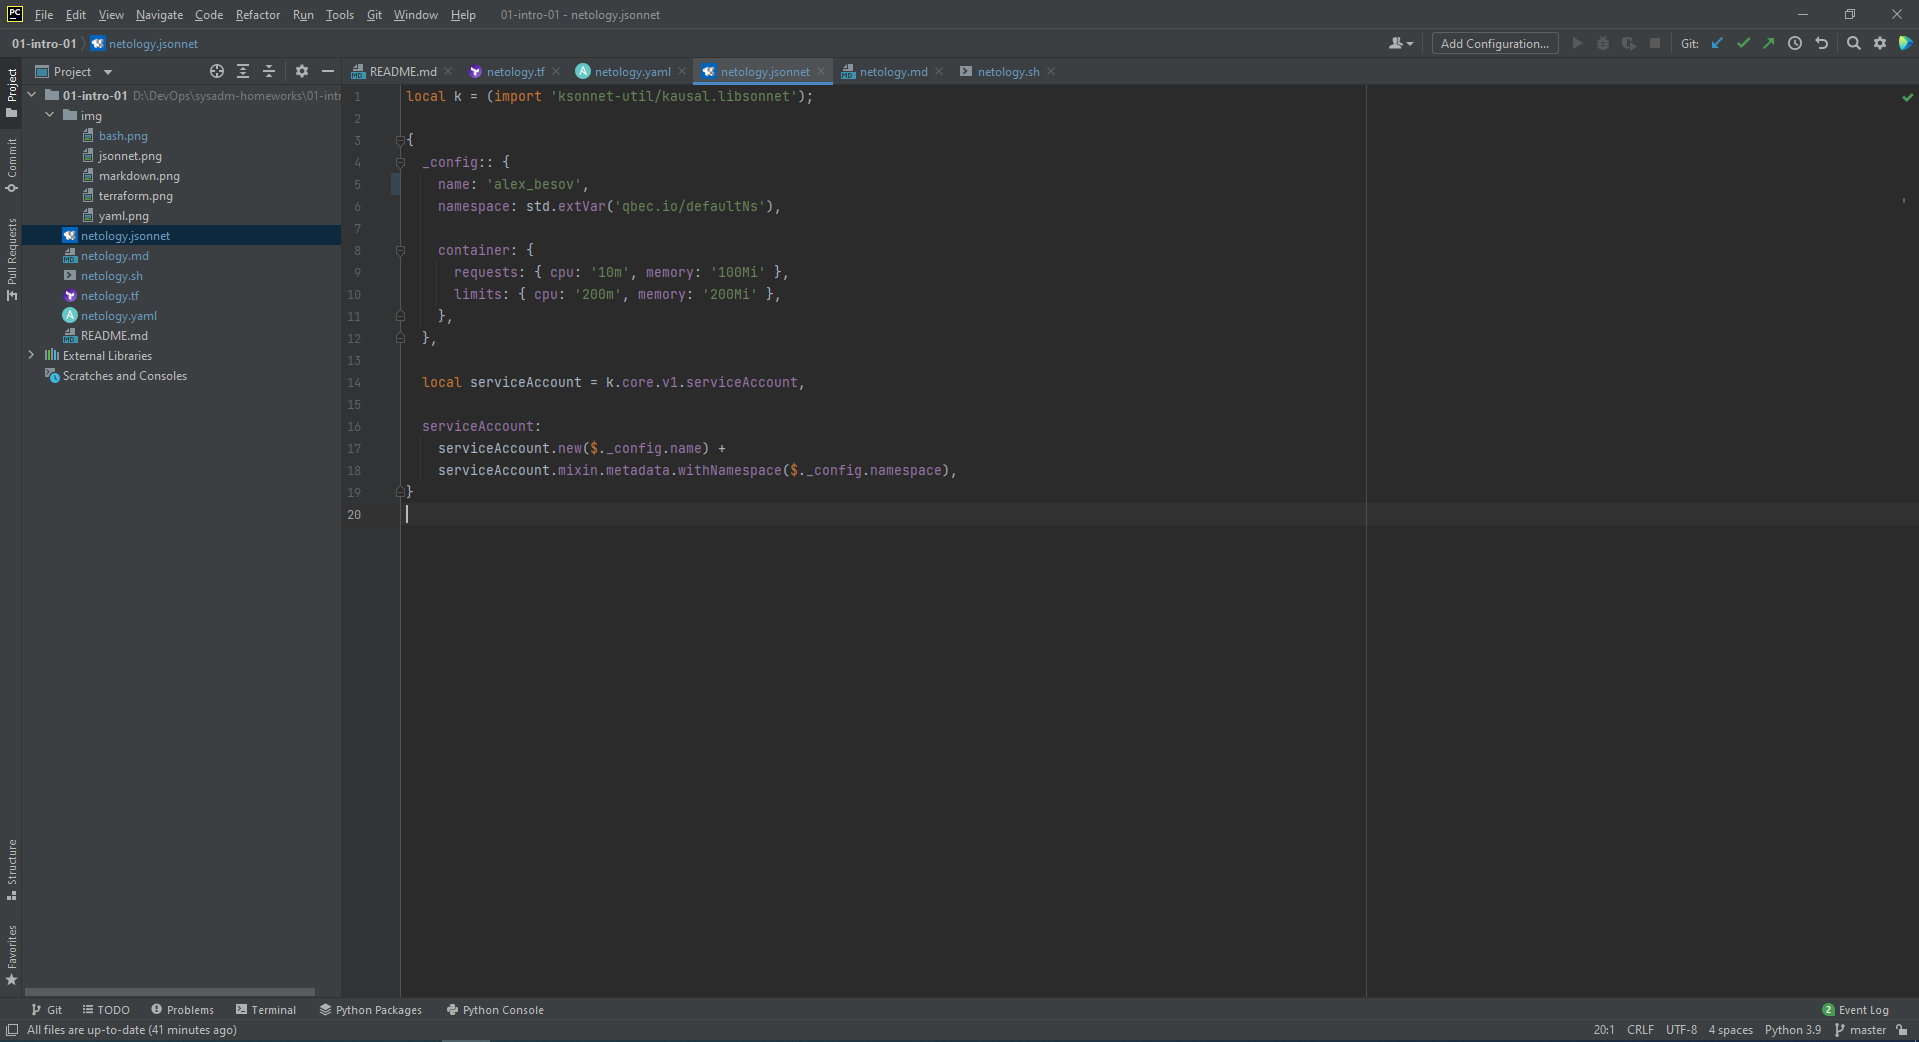 PC File Edit View Navigate Code Refactor Run Tools Git Window Help 01-intro-01 - netology.jsonnet
01-intro-01 netology.jsonnet Add Configuration... Git:
Project README.md netology.tf netology.yaml netology.jsonnet netology.md netology.sh
Project
Commit
Pull Requests
Structure
Favorites
01-intro-01 D:\DevOps\sysadm-homeworks\01-intr
img
bash.png
jsonnet.png
markdown.png
terraform.png
yaml.png
netology.jsonnet
netology.md
netology.sh
netology.tf
netology.yaml
README.md
External Libraries
Scratches and Consoles
1 local k = (import 'ksonnet-util/kausal.libsonnet');
2
3 {
4 _config:: {
5 name: 'alex_besov',
6 namespace: std.extVar('qbec.io/defaultNs'),
7
8 container: {
9 requests: { cpu: '10m', memory: '100Mi' },
10 limits: { cpu: '200m', memory: '200Mi' },
11 },
12 },
13
14 local serviceAccount = k.core.v1.serviceAccount,
15
16 serviceAccount:
17 serviceAccount.new($._config.name) +
18 serviceAccount.mixin.metadata.withNamespace($._config.namespace),
19 }
20
Git TODO Problems Terminal Python Packages Python Console 2 Event Log
All files are up-to-date (41 minutes ago) 20:1 CRLF UTF-8 4 spaces Python 3.9 master